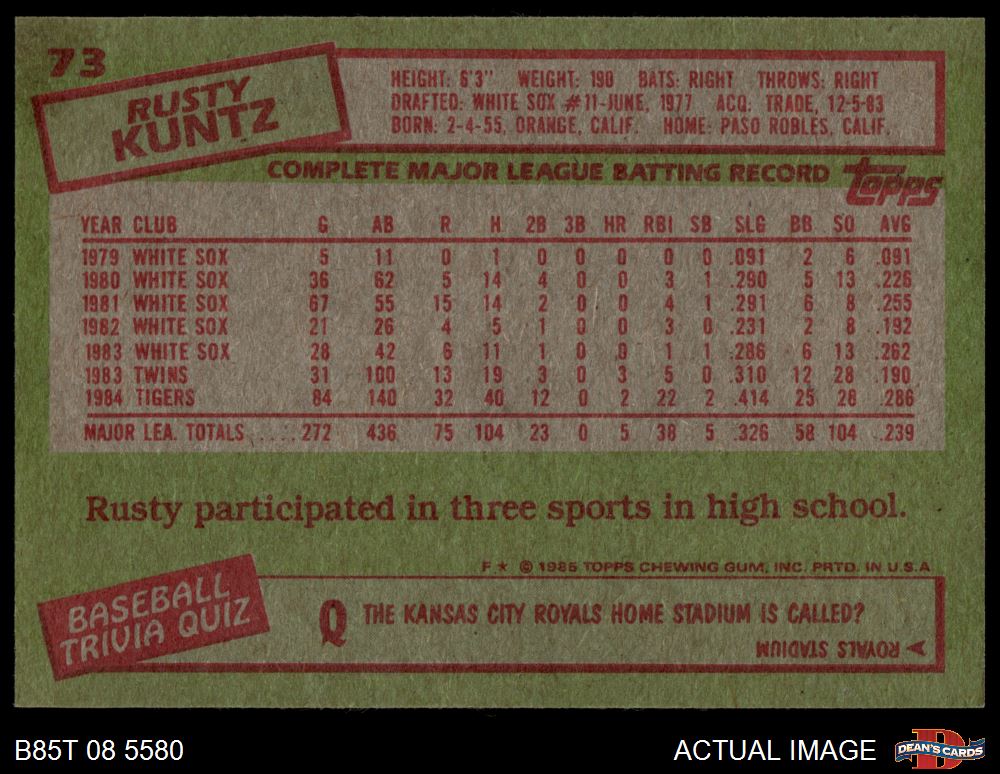 73
RUSTY
KUNTZ
HEIGHT: 6'3" WEIGHT: 190 BATS: RIGHT THROWS: RIGHT
DRAFTED: WHITE SOX #11-JUNE, 1977 ACQ: TRADE, 12-5-83
BORN: 2-4-55, ORANGE, CALIF. HOME: PASO ROBLES, CALIF.
COMPLETE MAJOR LEAGUE BATTING RECORD topps
YEAR CLUB G AB R H 2B 3B HR RBI SB SLG BB SO AVG
1979 WHITE SOX 5 11 0 1 0 0 0 0 0 .091 2 6 .091
1980 WHITE SOX 36 62 5 14 4 0 0 3 1 .290 5 13 .226
1981 WHITE SOX 67 55 15 14 2 0 0 4 1 .291 6 8 .255
1982 WHITE SOX 21 26 4 5 1 0 0 3 0 .231 2 8 .192
1983 WHITE SOX 28 42 6 11 1 0 0 1 1 .286 6 13 .262
1983 TWINS 31 100 13 19 3 0 3 5 0 .310 12 28 .190
1984 TIGERS 84 140 32 40 12 0 2 22 2 .414 25 28 .286
MAJOR LEA. TOTALS ....272 436 75 104 23 0 5 38 5 .326 58 104 .239
Rusty participated in three sports in high school.
F ★ © 1985 TOPPS CHEWING GUM, INC. PRTD. IN U.S.A
BASEBALL
TRIVIA QUIZ
Q THE KANSAS CITY ROYALS HOME STADIUM IS CALLED?
A ROYALS STADIUM
B85T 08 5580 ACTUAL IMAGE DEAN'S CARDS